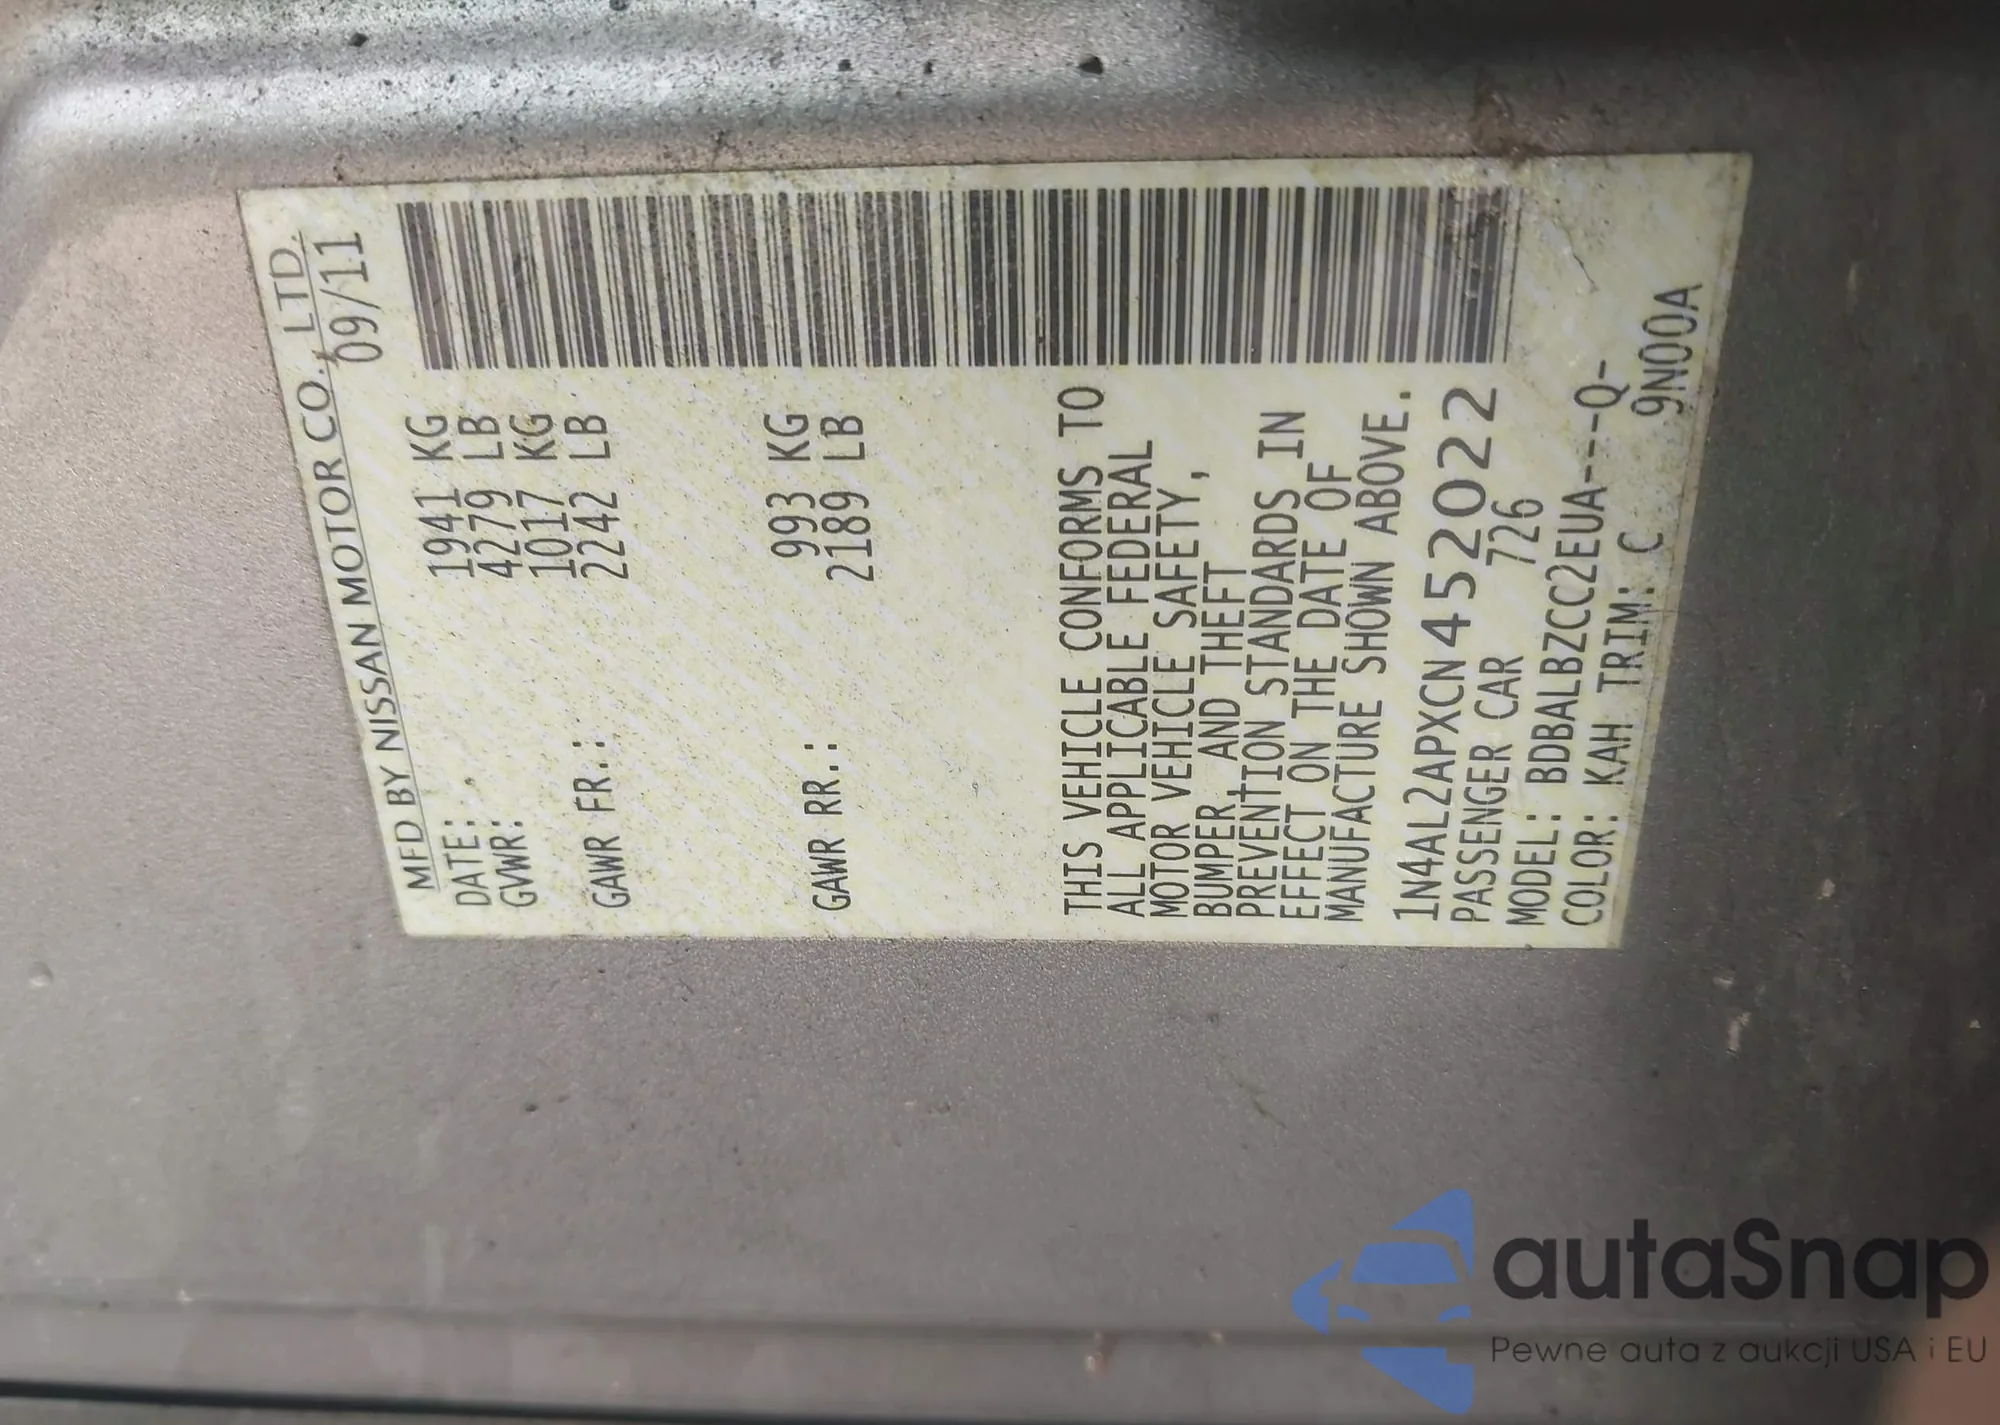 MFD BY NISSAN MOTOR CO., LTD.
DATE: 09/11
GVWR: 1941 KG
4279 LB
GAWR FR.: 1017 KG
2242 LB
GAWR RR.: 993 KG
2189 LB
THIS VEHICLE CONFORMS TO
ALL APPLICABLE FEDERAL
MOTOR VEHICLE SAFETY,
BUMPER, AND THEFT
PREVENTION STANDARDS IN
EFFECT ON THE DATE OF
MANUFACTURE SHOWN ABOVE.
1N4AL2APXCN452022
PASSENGER CAR 726
MODEL: BDBALBZCC2EUA---Q-
COLOR: KAH TRIM: C 9N00A
autaSnap
Pewne auta z aukcji USA i EU